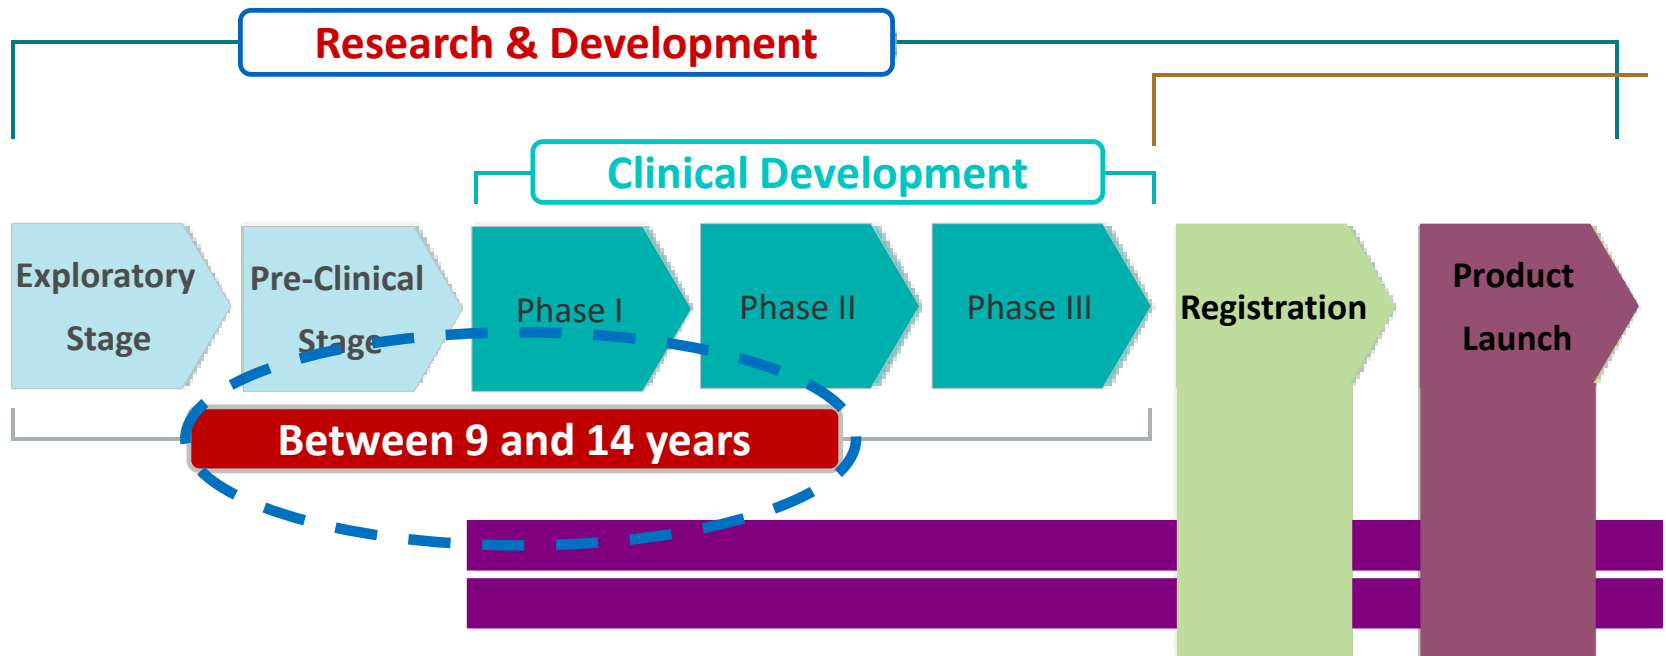 Research & Development
Clinical Development
Exploratory
Stage
Pre-Clinical
Stage
Phase I
Phase II
Phase III
Registration
Product
Launch
Between 9 and 14 years